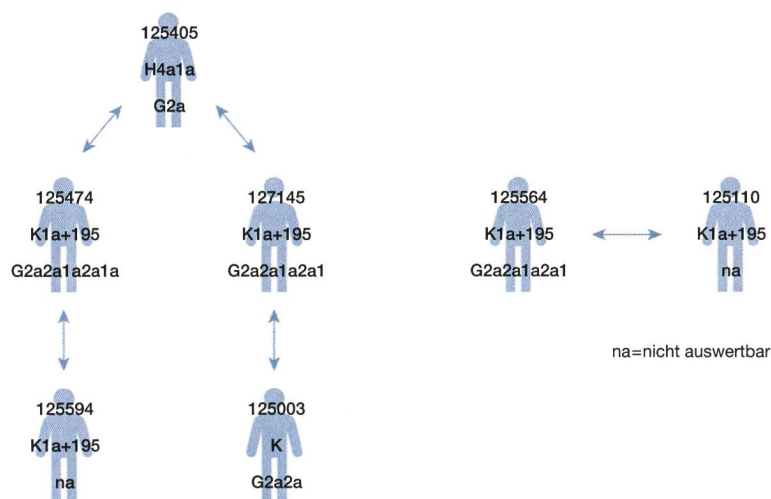 125405
H4a1a
G2a
125474
K1a+195
G2a2a1a2a1a
127145
K1a+195
G2a2a1a2a1
125564
K1a+195
G2a2a1a2a1
125110
K1a+195
na
na=nicht auswertbar
125594
K1a+195
na
125003
K
G2a2a